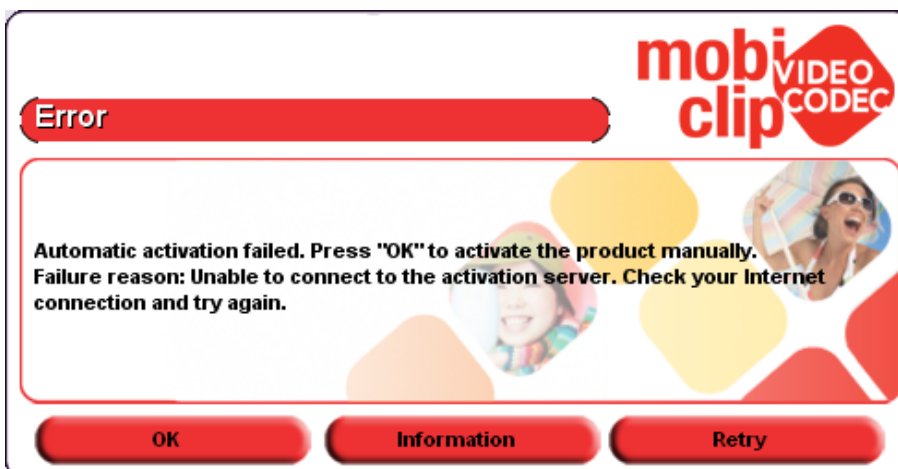 mobi
clip
VIDEO
CODEC
Error
Automatic activation failed. Press "OK" to activate the product manually.
Failure reason: Unable to connect to the activation server. Check your Internet
connection and try again.
OK
Information
Retry